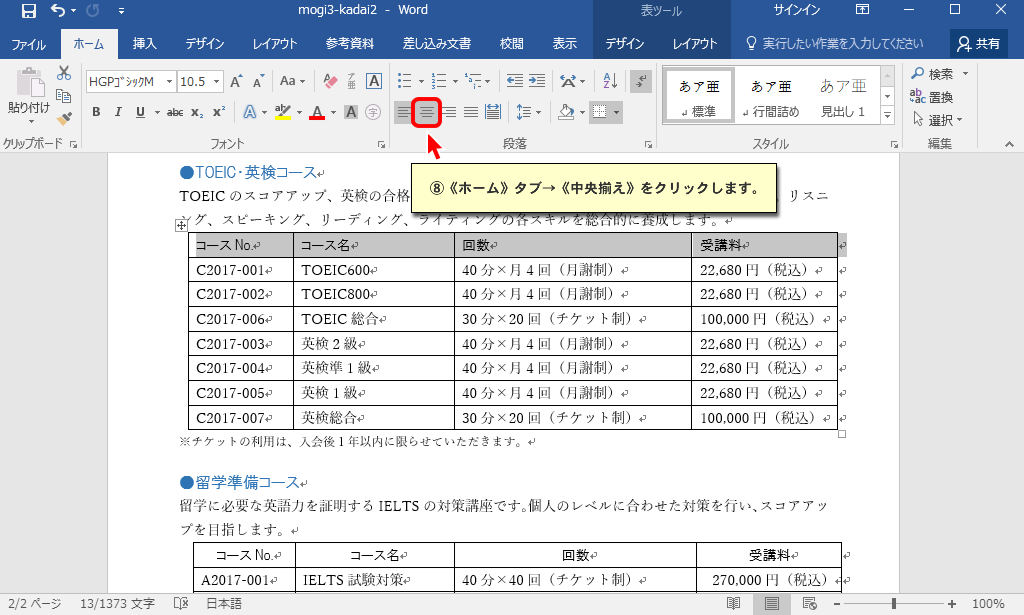 mogi3-kadai2 - Word
表ツール
サインイン
ファイル ホーム 挿入 デザイン レイアウト 参考資料 差し込み文書 校閲 表示 デザイン レイアウト 実行したい作業を入力してください 共有
貼り付け
HGPｺﾞｼｯｸM 10.5
B I U abc x₂ x²
あア亜 あア亜 あア亜
標準 行間詰め 見出し 1
検索
置換
選択
クリップボード フォント 段落 スタイル 編集
⑧《ホーム》タブ→《中央揃え》をクリックします。
●TOEIC･英検コース
TOEIC のスコアアップ、英検の合格
リスニ
ング、スピーキング、リーディング、ライティングの各スキルを総合的に養成します。
コース No. コース名 回数 受講料
C2017-001 TOEIC600 40 分×月 4 回（月謝制） 22,680 円（税込）
C2017-002 TOEIC800 40 分×月 4 回（月謝制） 22,680 円（税込）
C2017-006 TOEIC 総合 30 分×20 回（チケット制） 100,000 円（税込）
C2017-003 英検 2 級 40 分×月 4 回（月謝制） 22,680 円（税込）
C2017-004 英検準 1 級 40 分×月 4 回（月謝制） 22,680 円（税込）
C2017-005 英検 1 級 40 分×月 4 回（月謝制） 22,680 円（税込）
C2017-007 英検総合 30 分×20 回（チケット制） 100,000 円（税込）
※チケットの利用は、入会後 1 年以内に限らせていただきます。
●留学準備コース
留学に必要な英語力を証明する IELTS の対策講座です。個人のレベルに合わせた対策を行い、スコアアッ
プを目指します。
コース No. コース名 回数 受講料
A2017-001 IELTS 試験対策 40 分×40 回（チケット制） 270,000 円（税込）
2/2 ページ 13/1373 文字 日本語 100%